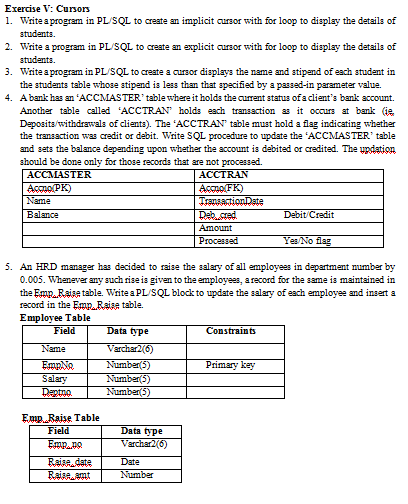 Exercise V: Cursors
1. Write a program in PL/SQL to create an implicit cursor with for loop to display the details of
students.
2. Write a program in PL/SQL to create an explicit cursor with for loop to display the details of
students.
3. Write a program in PL/SQL to create a cursor displays the name and stipend of each student in
the students table whose stipend is less than that specified by a passed-in parameter value.
4. A bank has an 'ACCMASTER' table where it holds the current status of a client's bank account.
Another table called 'ACCTRAN' holds each transaction as it occurs at bank (ie,
Deposits/withdrawals of clients). The 'ACCTRAN' table must hold a flag indicating whether
the transaction was credit or debit. Write SQL procedure to update the 'ACCMASTER' table
and sets the balance depending upon whether the account is debited or credited. The updation
should be done only for those records that are not processed.
ACCMASTER ACCTRAN
Accno(PK) Accno(FK)
Name TransactionDate
Balance Deb_cred Debit/Credit
Amount
Processed Yes/No flag
5. An HRD manager has decided to raise the salary of all employees in department number by
0.005. Whenever any such rise is given to the employees, a record for the same is maintained in
the Emp_Raise table. Write a PL/SQL block to update the salary of each employee and insert a
record in the Emp_Raise table.
Employee Table
Field Data type Constraints
Name Varchar2(6)
EmpNo Number(5) Primary key
Salary Number(5)
Deptno Number(5)
Emp_Raise Table
Field Data type
Emp_no Varchar2(6)
Raise_date Date
Raise_amt Number